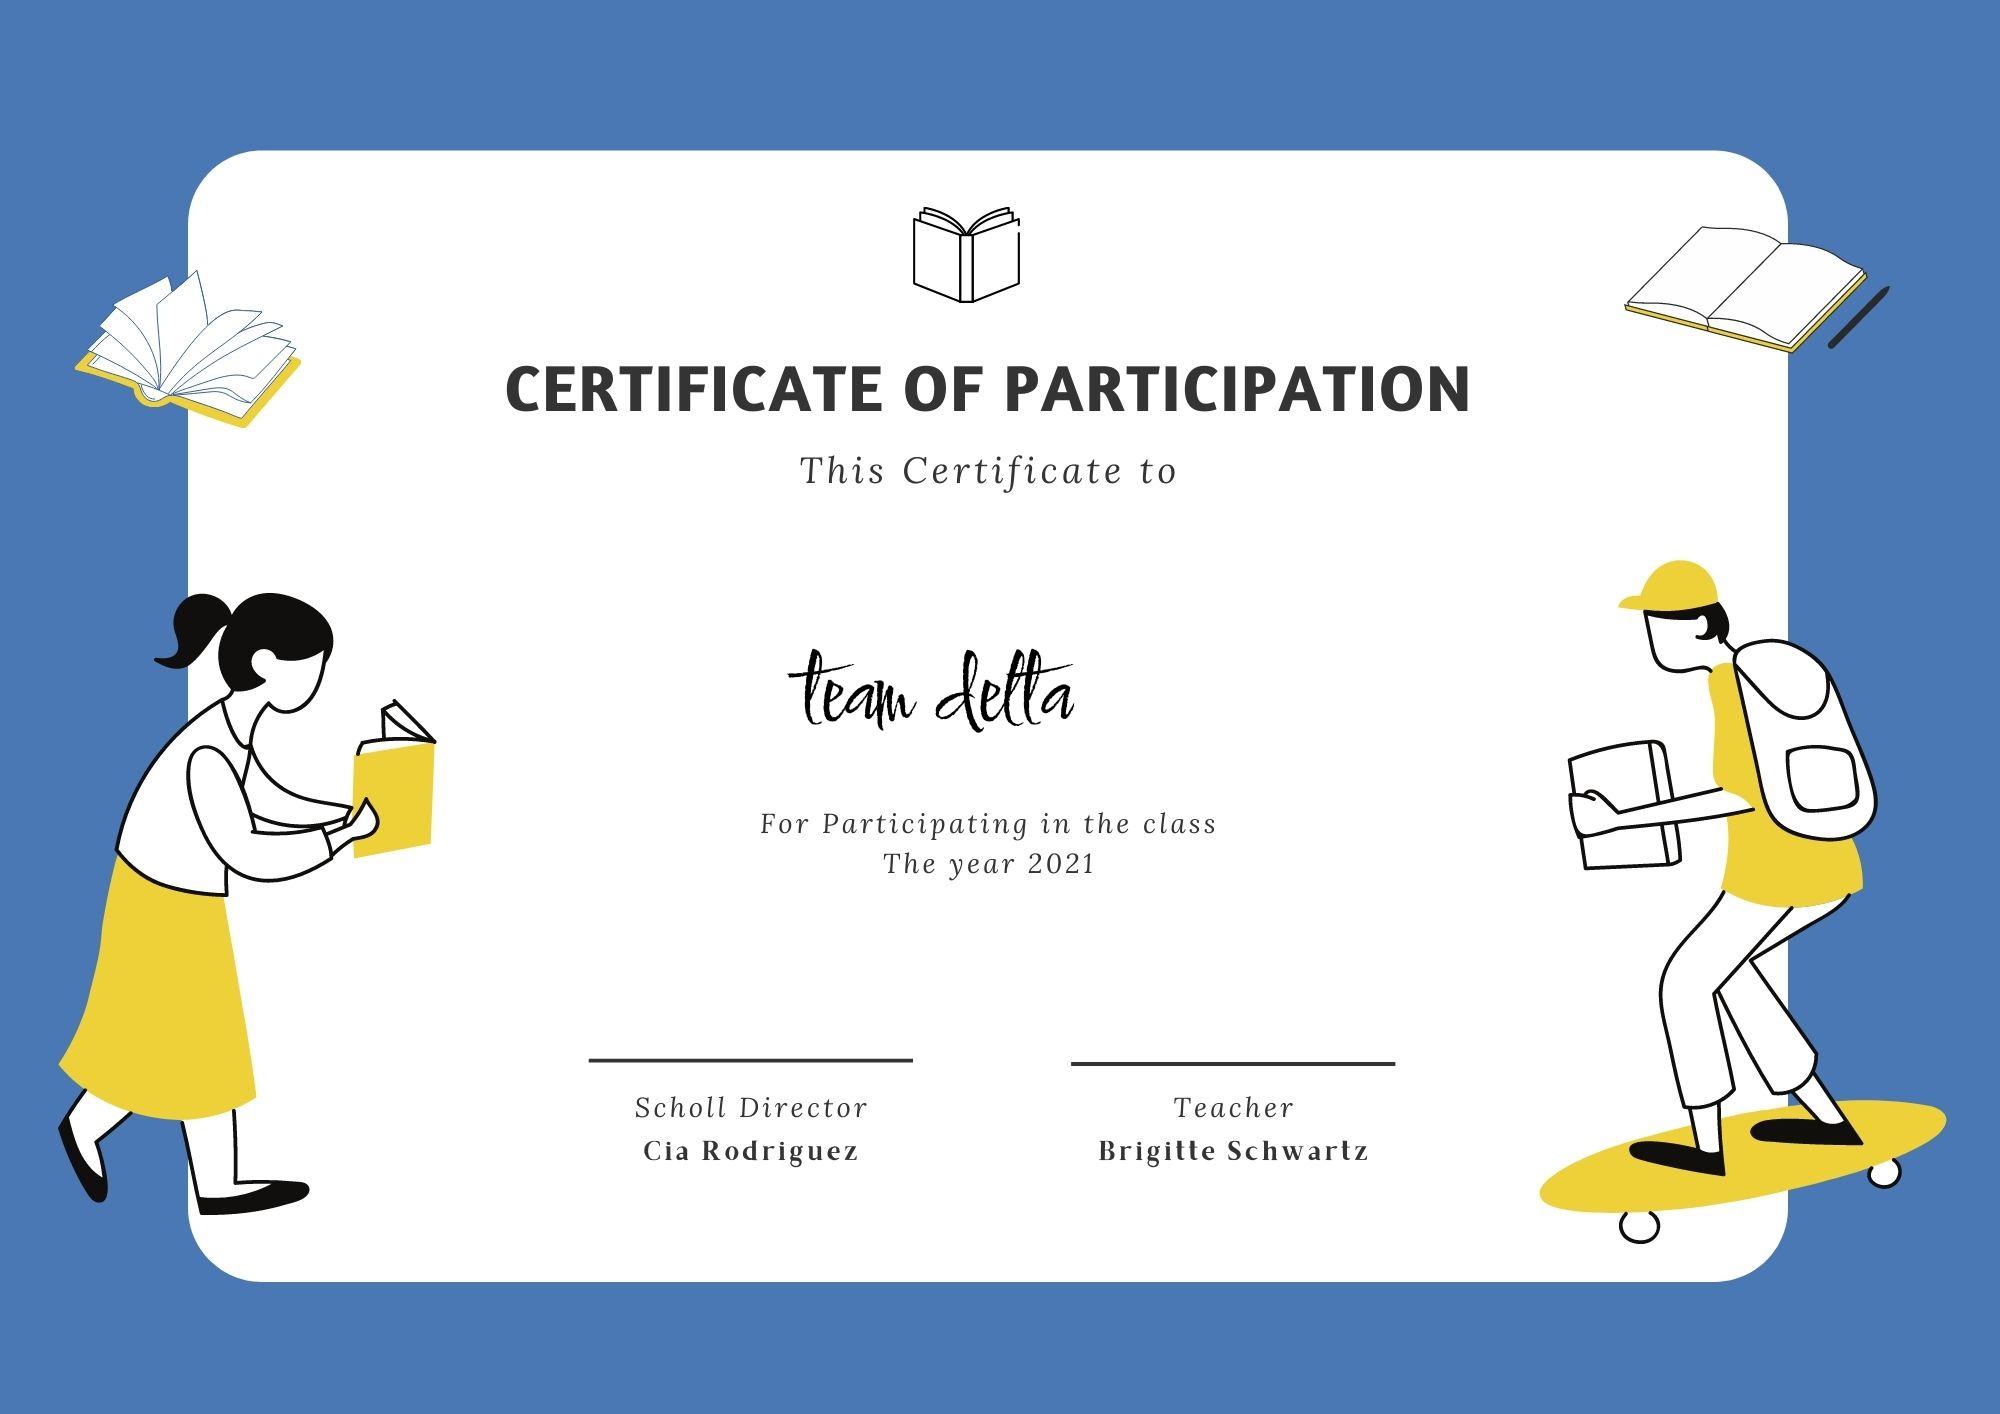 CERTIFICATE OF PARTICIPATION
This Certificate to
team delta
For Participating in the class
The year 2021
Scholl Director
Cia Rodriguez
Teacher
Brigitte Schwartz